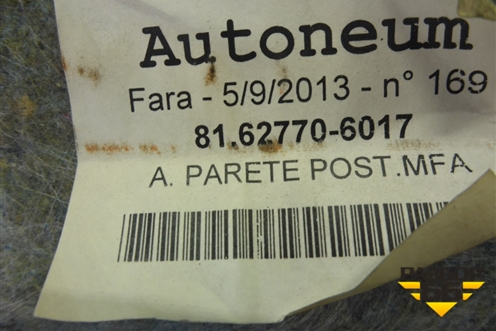 Autoneum
Fara - 5/9/2013 - n° 169
81.62770-6017
A. PARETE POST.MFA